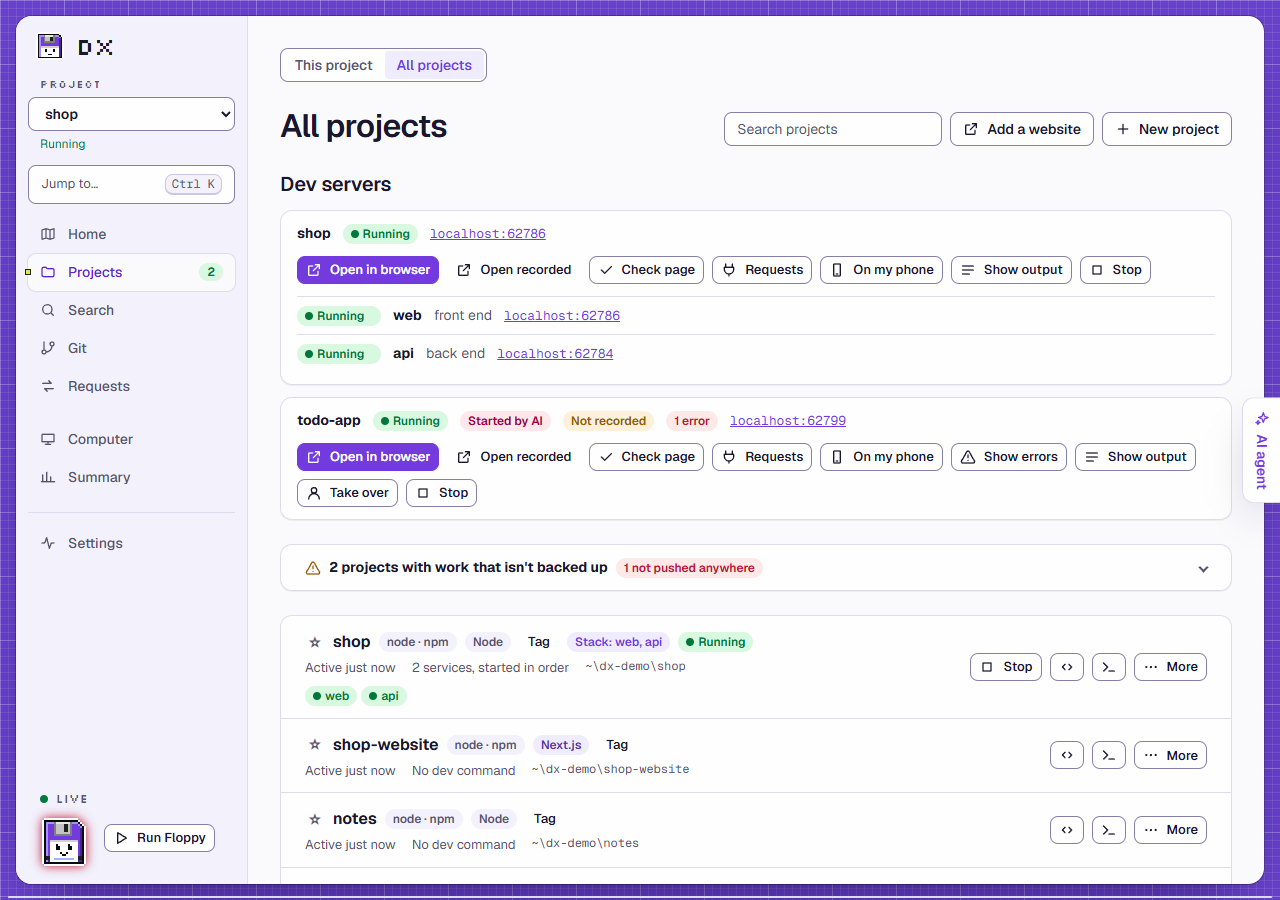 DX
PROJECT
shop
Running
Jump to…
Ctrl K
Home
Projects
2
Search
Git
Requests
Computer
Summary
Settings
LIVE
Run Floppy
This project
All projects
All projects
Search projects
Add a website
New project
Dev servers
shop
Running
localhost:62786
Open in browser
Open recorded
Check page
Requests
On my phone
Show output
Stop
Running web front end localhost:62786
Running api back end localhost:62784
todo-app
Running
Started by AI
Not recorded
1 error
localhost:62799
Open in browser
Open recorded
Check page
Requests
On my phone
Show errors
Show output
Take over
Stop
2 projects with work that isn't backed up
1 not pushed anywhere
shop
node · npm
Node
Tag
Stack: web, api
Running
Active just now
2 services, started in order
~\dx-demo\shop
web
api
Stop
More
shop-website
node · npm
Next.js
Tag
Active just now
No dev command
~\dx-demo\shop-website
More
notes
node · npm
Node
Tag
Active just now
No dev command
~\dx-demo\notes
More
AI agent